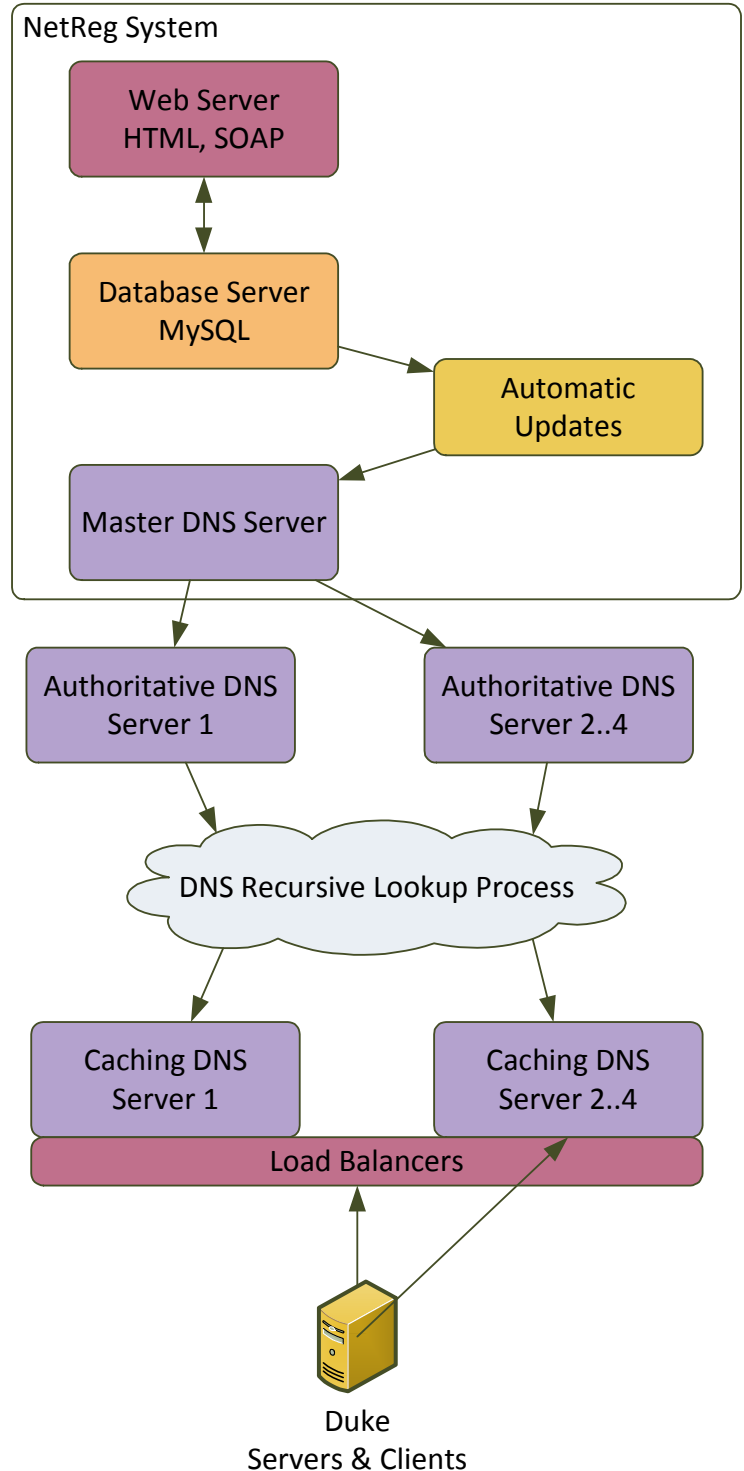 NetReg System
Web Server
HTML, SOAP
Database Server
MySQL
Automatic
Updates
Master DNS Server
Authoritative DNS
Server 1
Authoritative DNS
Server 2..4
DNS Recursive Lookup Process
Caching DNS
Server 1
Caching DNS
Server 2..4
Load Balancers
Duke
Servers & Clients